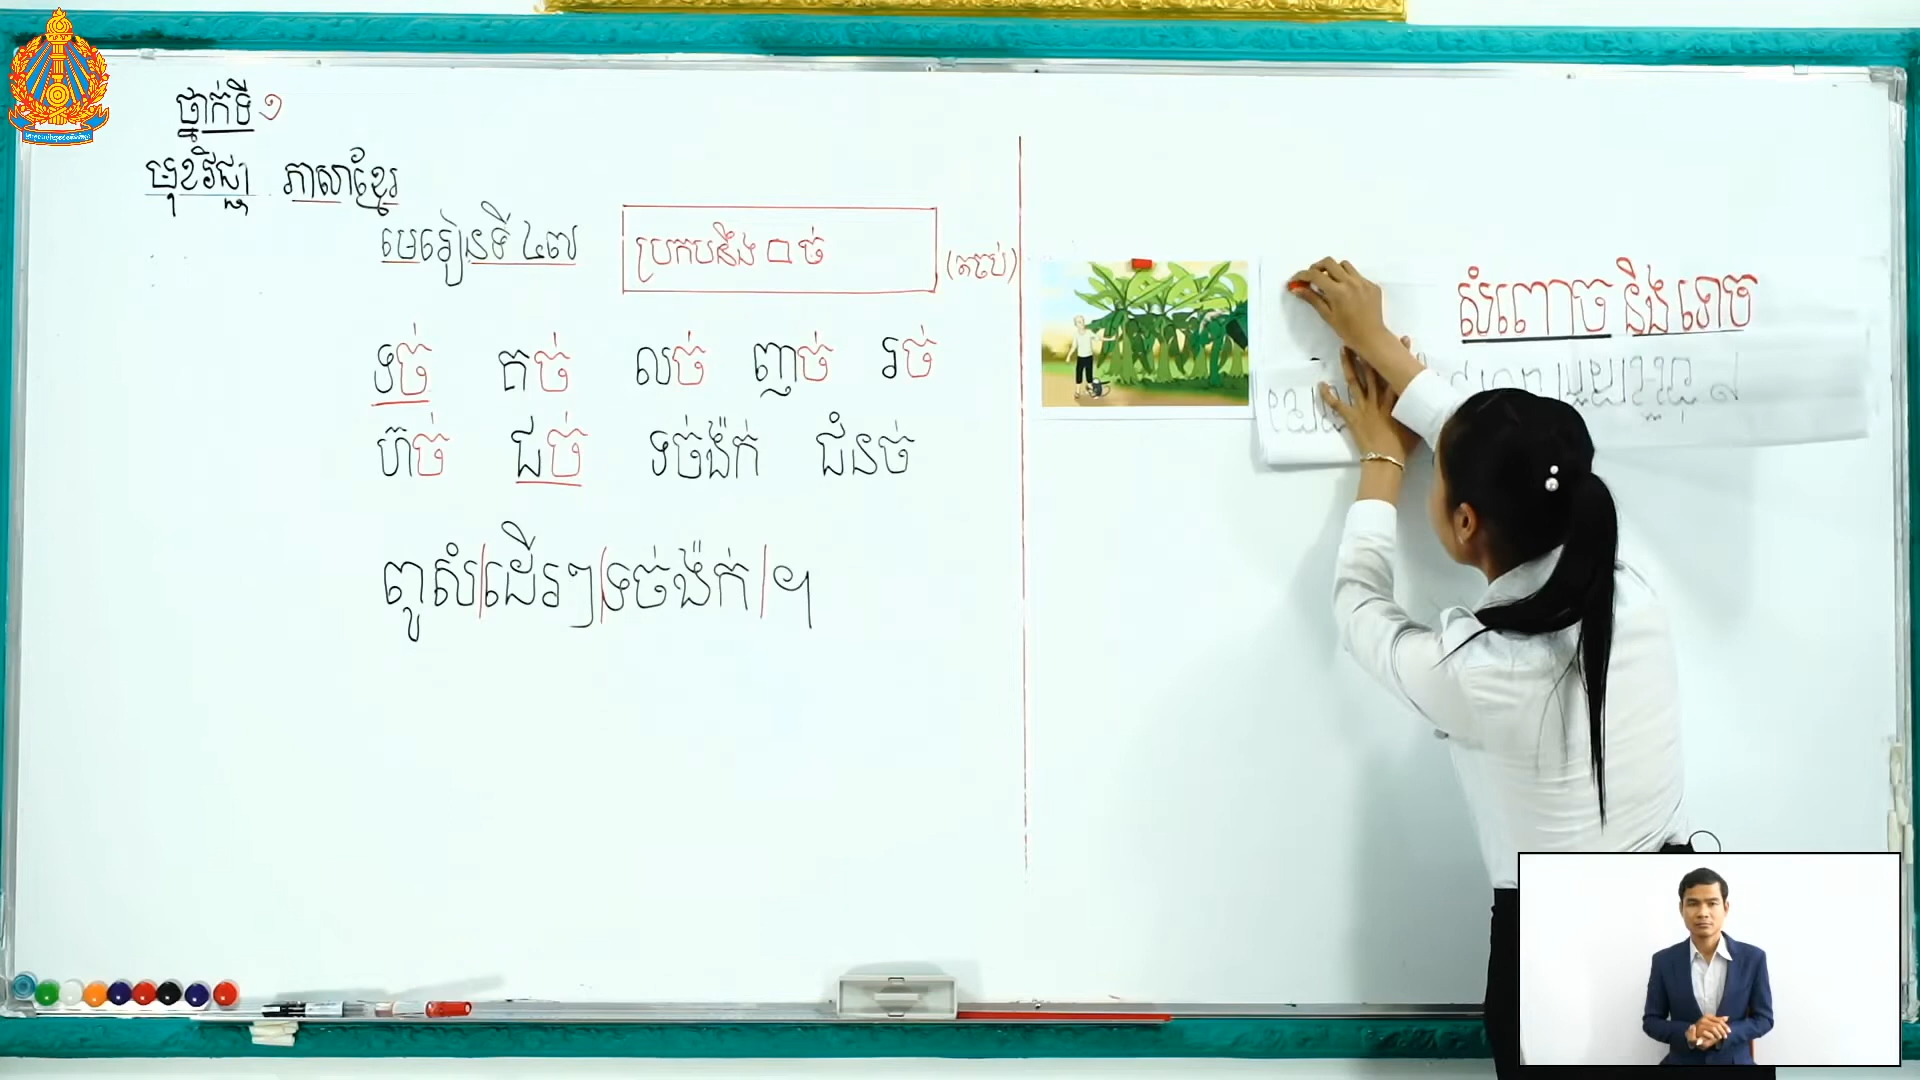 ថ្នាក់ទី ១
មុខវិជ្ជា ភាសាខ្មែរ
មេរៀនទី ៤៧ ប្រកបនឹង □ ច់ (តចប់)
ទច់ គច់ លច់ ញាច់ រច់
ហ៊ច់ ជច់ ទច់ង៉ក់ ជំនច់
ពូសំ/ដើរៗ/ទច់ង៉ក់/ ។
សំពោច និង ទោច